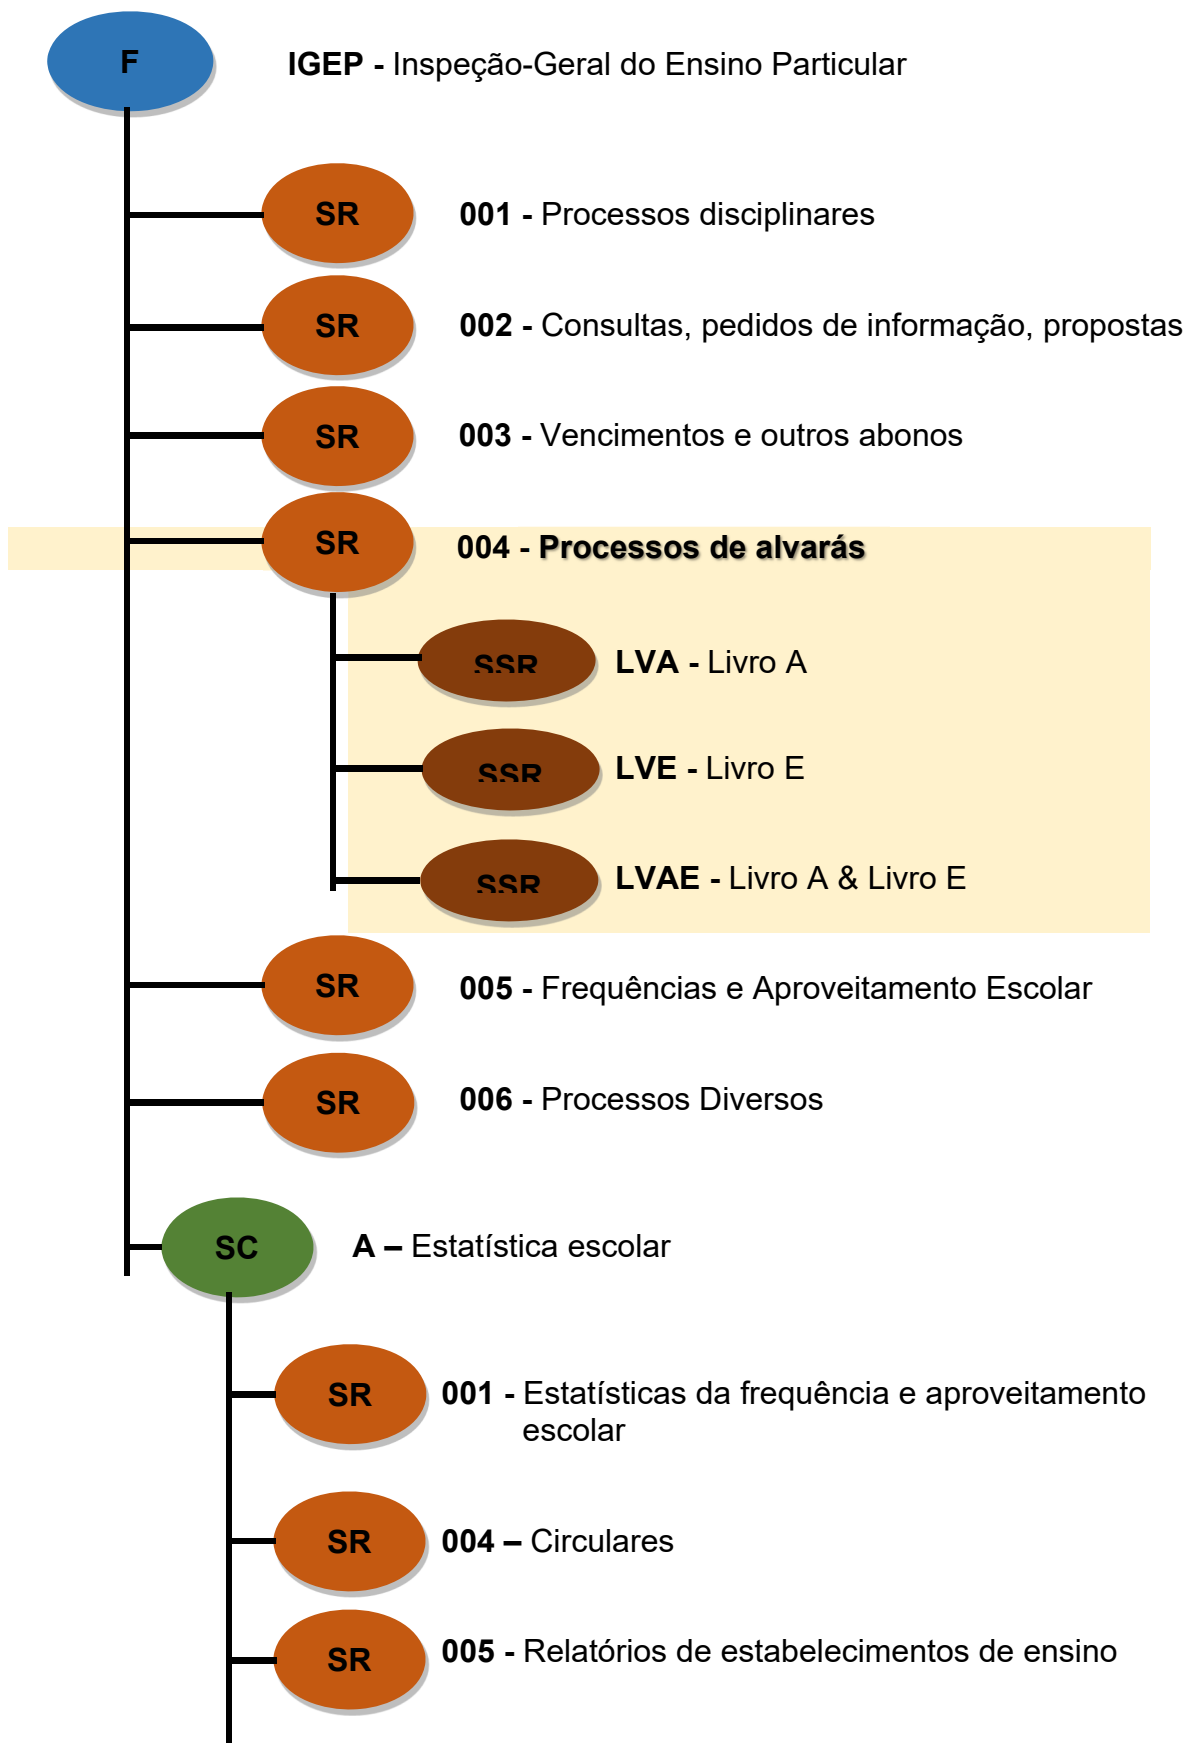 F
IGEP - Inspeção-Geral do Ensino Particular
SR
001 - Processos disciplinares
SR
002 - Consultas, pedidos de informação, propostas
SR
003 - Vencimentos e outros abonos
SR
004 - Processos de alvarás
SSR
LVA - Livro A
SSR
LVE - Livro E
SSR
LVAE - Livro A & Livro E
SR
005 - Frequências e Aproveitamento Escolar
SR
006 - Processos Diversos
SC
A – Estatística escolar
SR
001 - Estatísticas da frequência e aproveitamento
escolar
SR
004 – Circulares
SR
005 - Relatórios de estabelecimentos de ensino